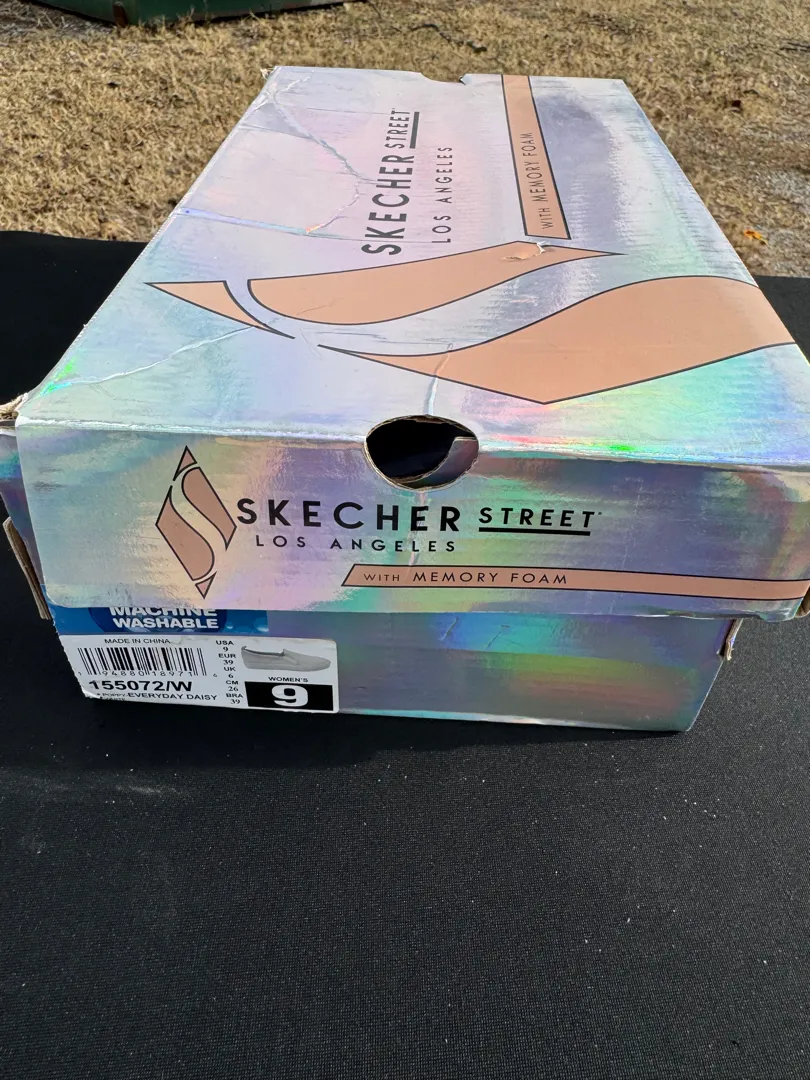 SKECHER STREET
LOS ANGELES
WITH MEMORY FOAM
SKECHER STREET
LOS ANGELES
WITH MEMORY FOAM
MACHINE
WASHABLE
MADE IN CHINA
155072/W
POPPY-EVERYDAY DAISY
USA
9
EUR
39
UK
6
CM
26
BRA
39
WOMEN'S
9